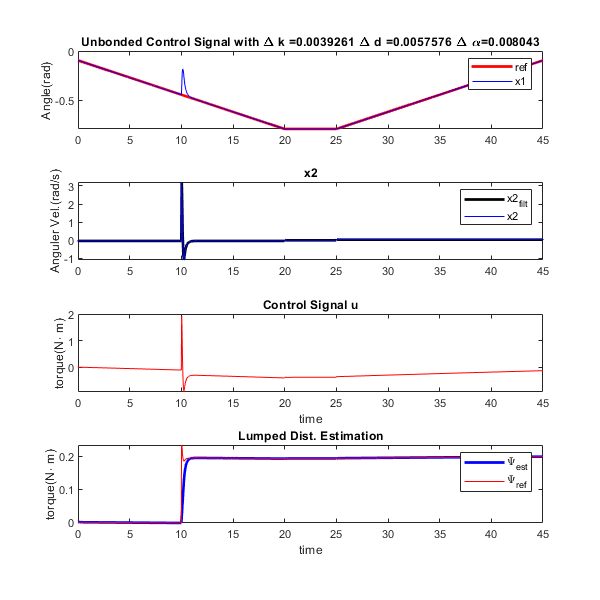 Unbonded Control Signal with Δ k =0.0039261 Δ d =0.0057576 Δ α=0.008043
Angle(rad)
0
-0.5
ref
x1
0 5 10 15 20 25 30 35 40 45
x2
Anguler Vel.(rad/s)
3
2
1
0
-1
x2filt
x2
0 5 10 15 20 25 30 35 40 45
Control Signal u
torque(N· m)
2
0
0 5 10 15 20 25 30 35 40 45
time
Lumped Dist. Estimation
torque(N· m)
0.2
0.1
0
Ψest
Ψref
0 5 10 15 20 25 30 35 40 45
time